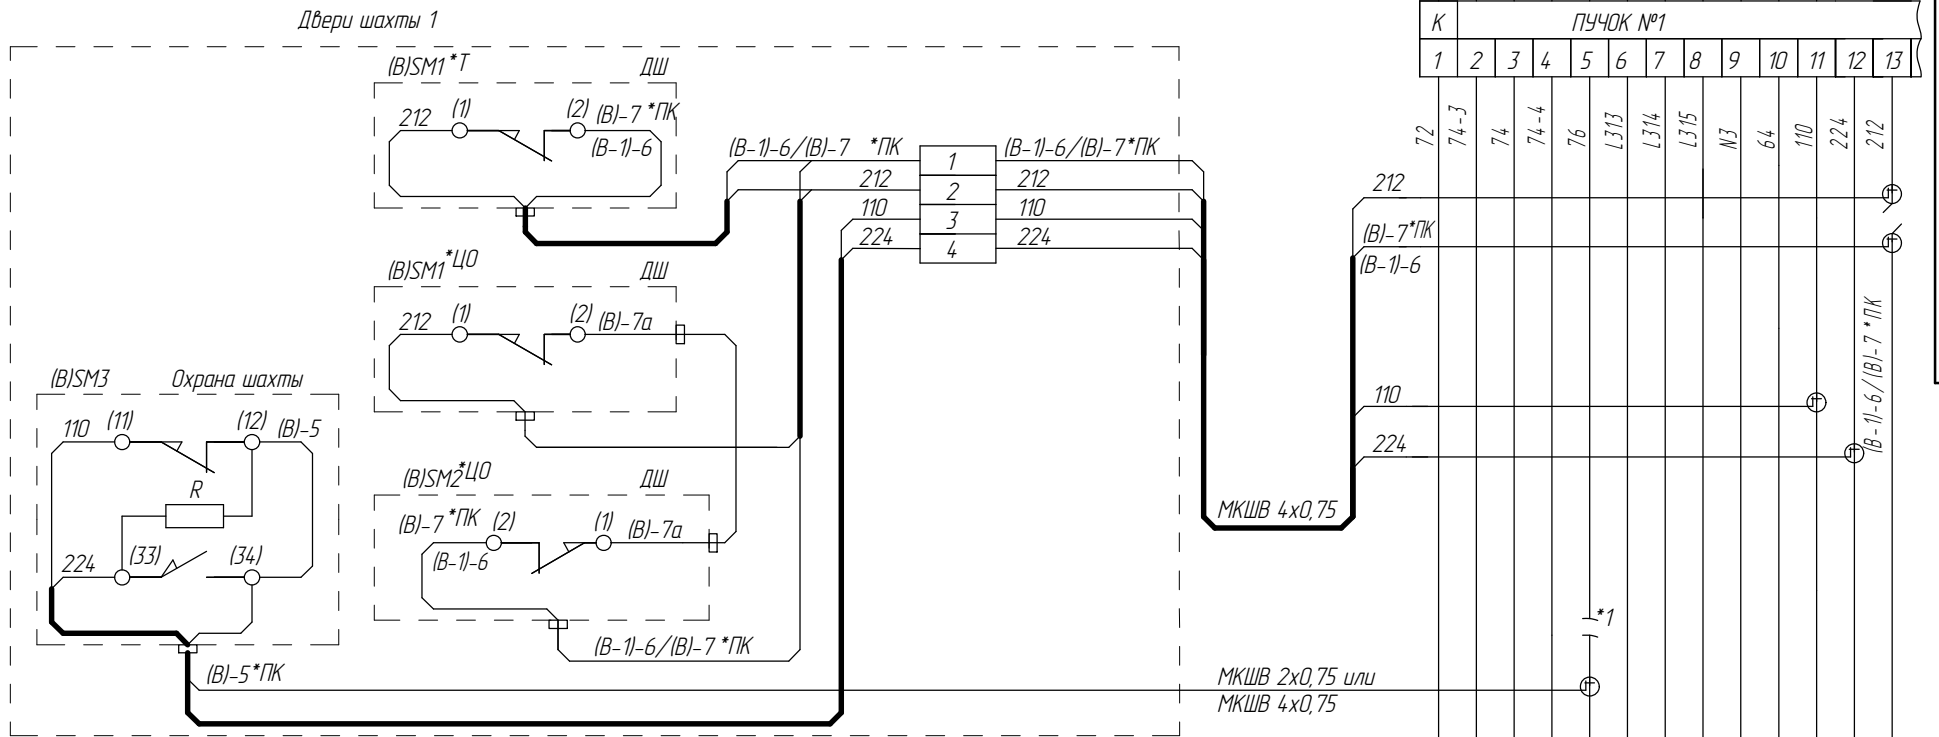 Двери шахты 1
К
ПУЧОК №1
1 2 3 4 5 6 7 8 9 10 11 12 13
72
74-3
74
74-4
76
L313
L314
L315
N3
64
110
224
212
(В)SM1 *Т
ДШ
212
(1)
(2)
(В)-7 *ПК
(В-1)-6
(В-1)-6/(В)-7 *ПК
1
(В-1)-6/(В)-7*ПК
212
2
212
110
3
110
224
4
224
212
(В)-7*ПК
(В-1)-6
(В)SM1 *ЦО
ДШ
212
(1)
(2)
(В)-7а
(В-1)-6/(В)-7 *ПК
(В)SM3
Охрана шахты
110
(11)
(12)
(В)-5
R
224
(33)
(34)
110
224
(В)SM2 *ЦО
ДШ
(В)-7 *ПК
(2)
(1)
(В)-7а
(В-1)-6
МКШВ 4х0,75
*1
(В-1)-6/(В)-7 *ПК
(В)-5*ПК
МКШВ 2х0,75 или
МКШВ 4х0,75